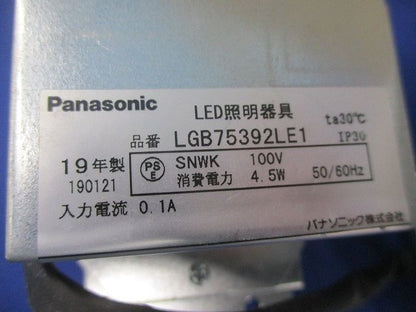 Panasonic LED照明器具 ta30℃
品番 LGB75392LE1 IP30
19年製 PS E SNWK 100V
190121 消費電力 4.5W 50/60Hz
入力電流 0.1A
パナソニック株式会社